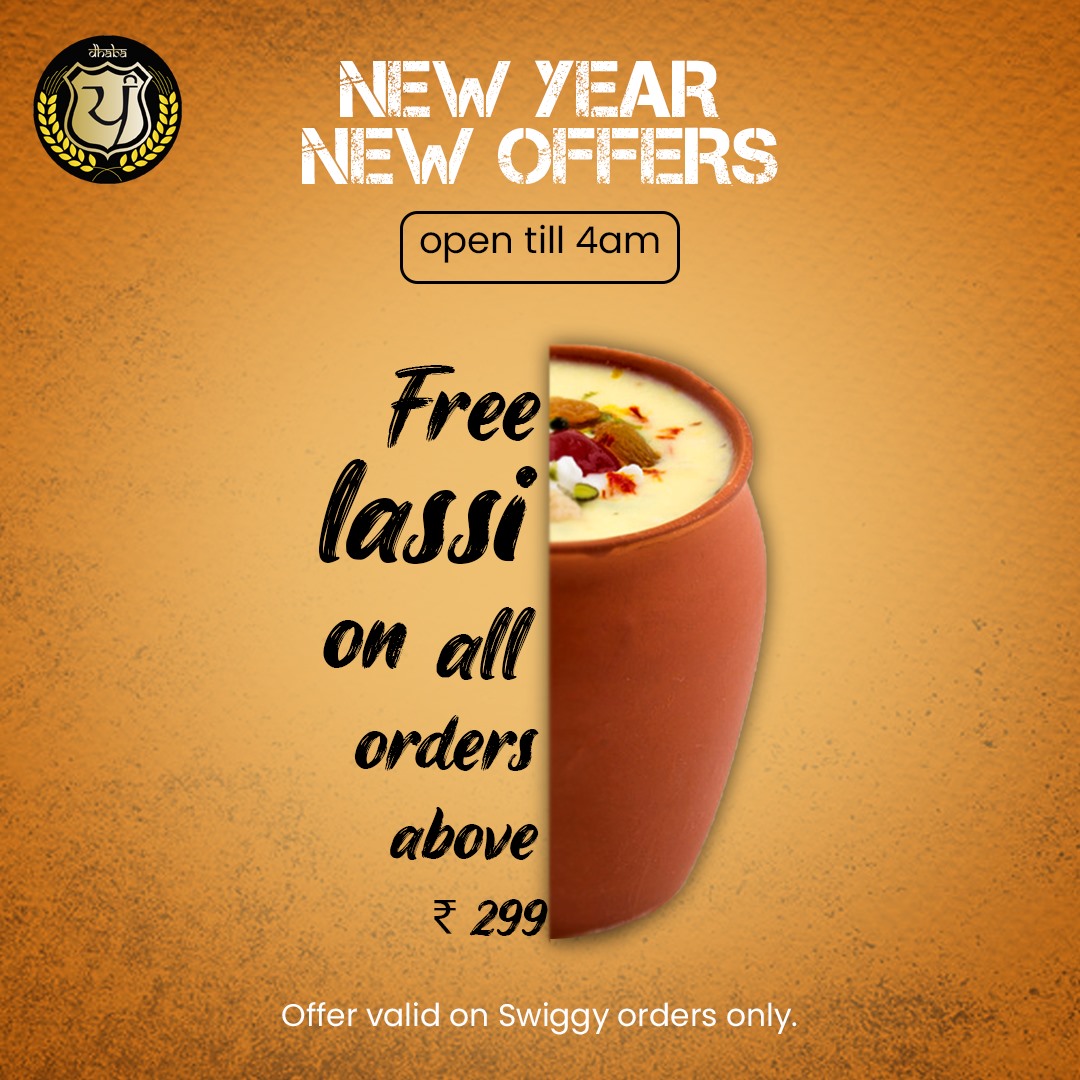 dhaba
NEW YEAR
NEW OFFERS
open till 4am
Free
lassi
on all
orders
above
₹ 299
Offer valid on Swiggy orders only.